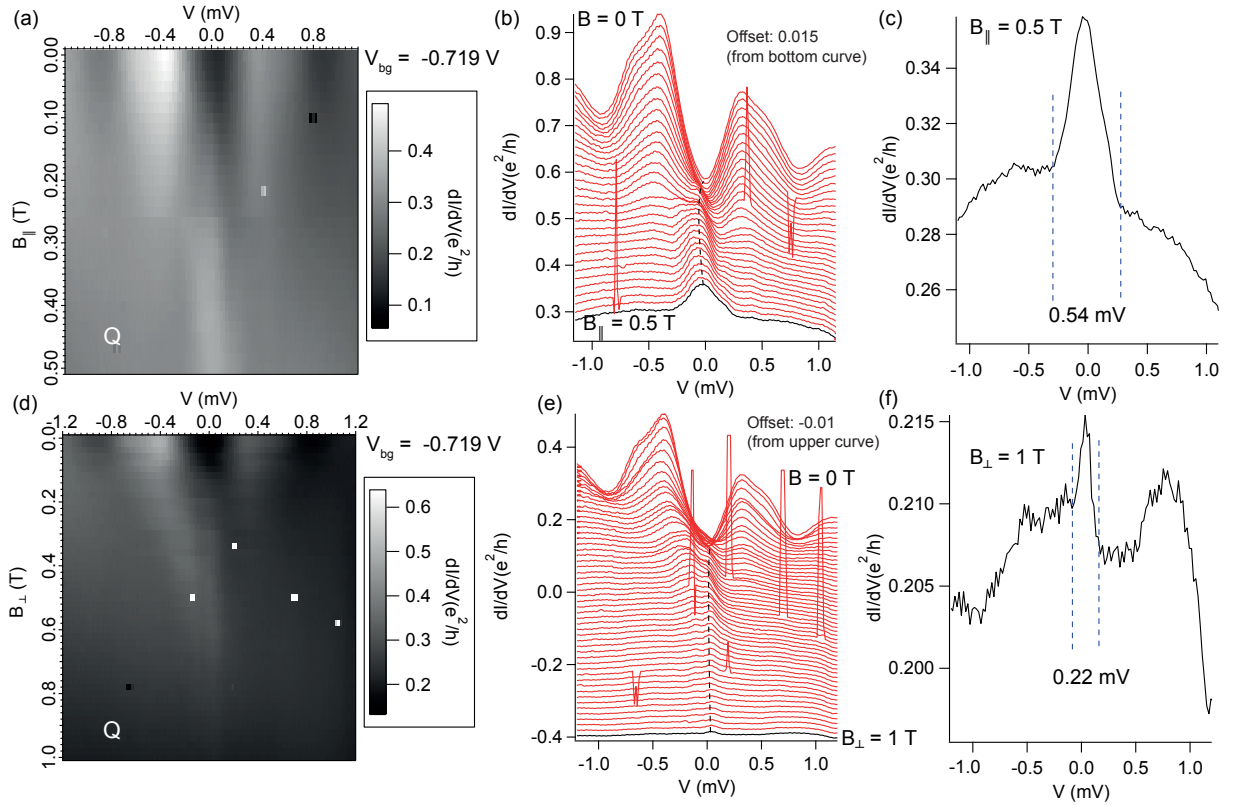 (a)
V (mV)
-0.8 -0.4 0.0 0.4 0.8
V_bg = -0.719 V
0.00
0.10
0.20
0.30
0.40
0.50
B_|| (T)
Q
0.4
0.3
0.2
0.1
dI/dV(e²/h)
(b)
B = 0 T
Offset: 0.015
(from bottom curve)
0.9
0.8
0.7
0.6
0.5
0.4
0.3
dI/dV(e²/h)
B_|| = 0.5 T
-1.0 -0.5 0.0 0.5 1.0
V (mV)
(c)
B_|| = 0.5 T
0.34
0.32
0.30
0.28
0.26
dI/dV(e²/h)
0.54 mV
-1.0 -0.5 0.0 0.5 1.0
V (mV)
(d)
V (mV)
-1.2 -0.8 -0.4 0.0 0.4 0.8 1.2
V_bg = -0.719 V
0.0
0.2
0.4
0.6
0.8
1.0
B_⊥ (T)
Q
0.6
0.5
0.4
0.3
0.2
dI/dV(e²/h)
(e)
Offset: -0.01
(from upper curve)
B = 0 T
0.4
0.2
0.0
-0.2
-0.4
dI/dV(e²/h)
B_⊥ = 1 T
-1.0 -0.5 0.0 0.5 1.0
V (mV)
(f)
B_⊥ = 1 T
0.215
0.210
0.205
0.200
dI/dV(e²/h)
0.22 mV
-1.0 -0.5 0.0 0.5 1.0
V (mV)